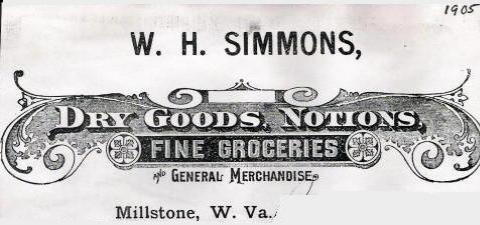 1905
W. H. SIMMONS,
DRY GOODS, NOTIONS,
FINE GROCERIES
AND GENERAL MERCHANDISE
Millstone, W. Va.